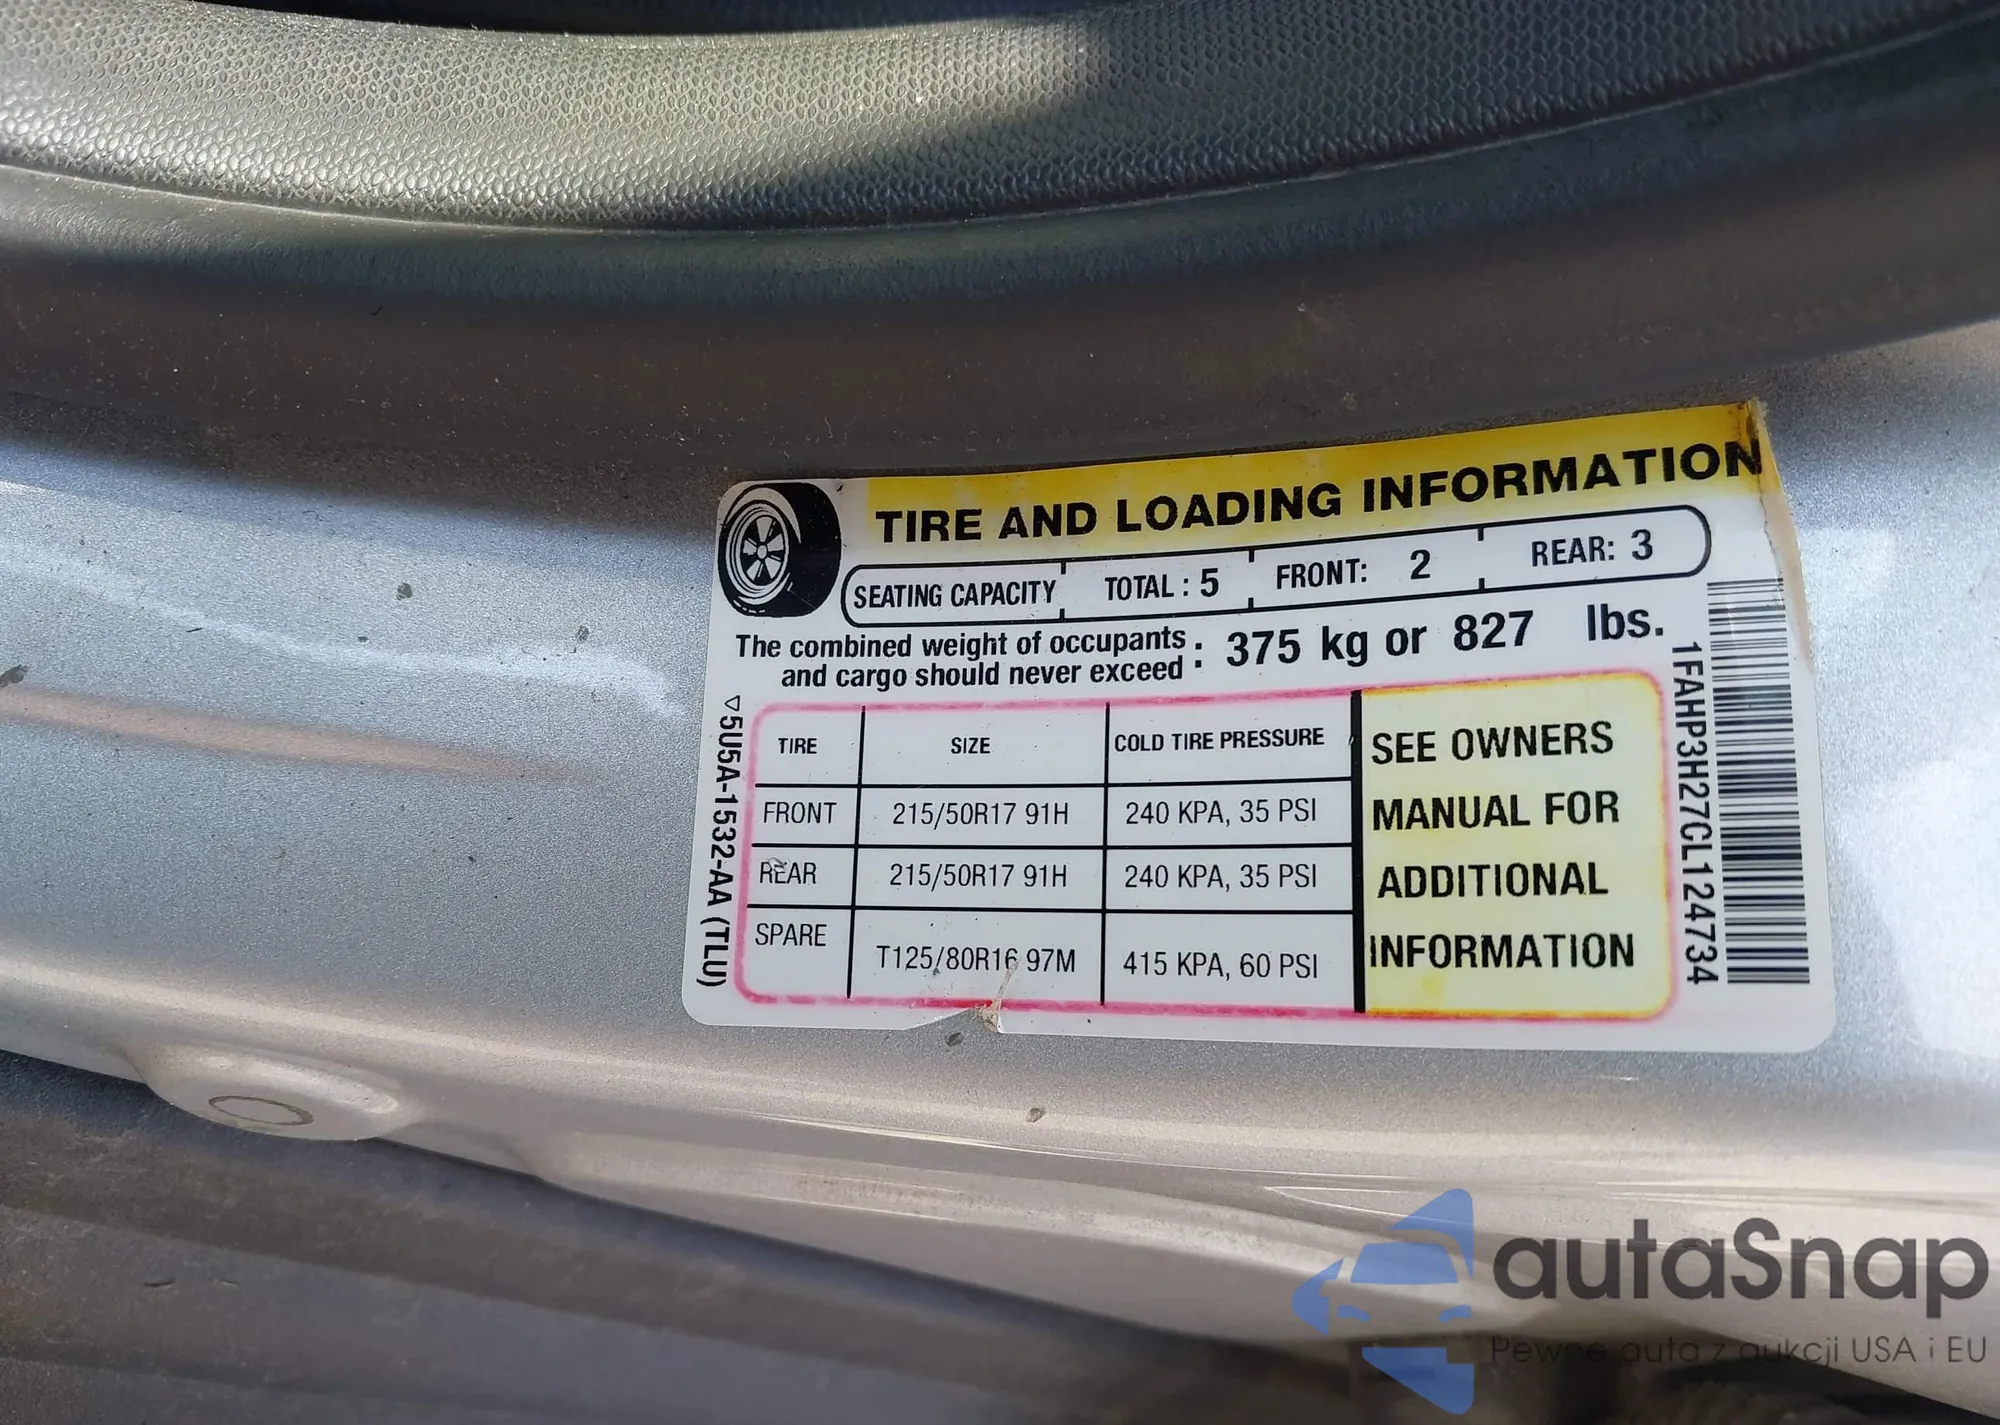 TIRE AND LOADING INFORMATION
SEATING CAPACITY TOTAL : 5 FRONT: 2 REAR: 3
The combined weight of occupants
and cargo should never exceed : 375 kg or 827 lbs.
TIRE SIZE COLD TIRE PRESSURE
FRONT 215/50R17 91H 240 KPA, 35 PSI
REAR 215/50R17 91H 240 KPA, 35 PSI
SPARE T125/80R16 97M 415 KPA, 60 PSI
SEE OWNERS
MANUAL FOR
ADDITIONAL
INFORMATION
▽5U5A-1532-AA (TLU)
1FAHP3H27CL124734
autaSnap
Pewne auta z aukcji USA i EU